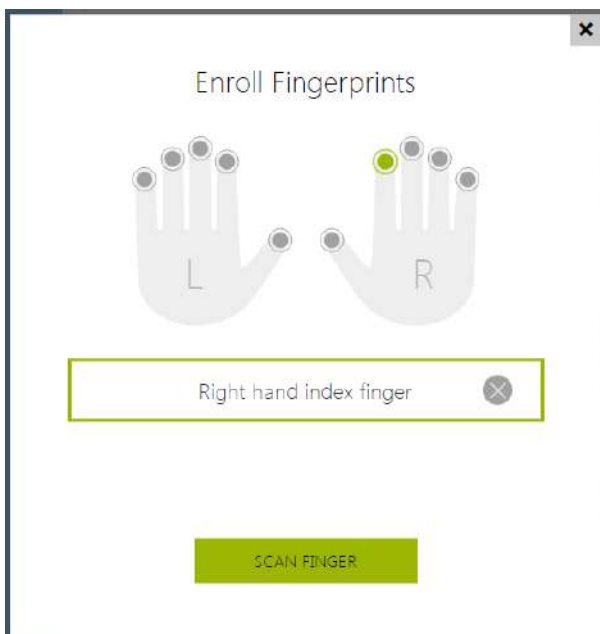 Enroll Fingerprints
L
R
Right hand index finger
SCAN FINGER